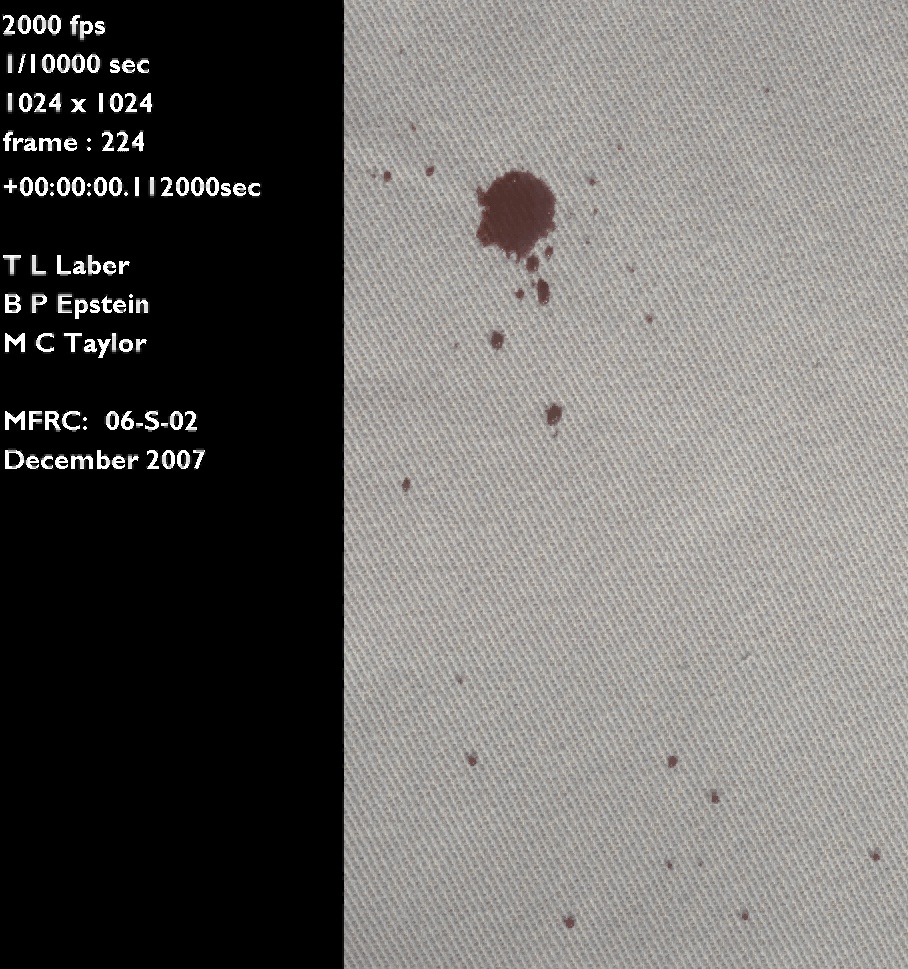 2000 fps
1/10000 sec
1024 x 1024
frame : 224
+00:00:00.112000sec
T L Laber
B P Epstein
M C Taylor
MFRC: 06-S-02
December 2007